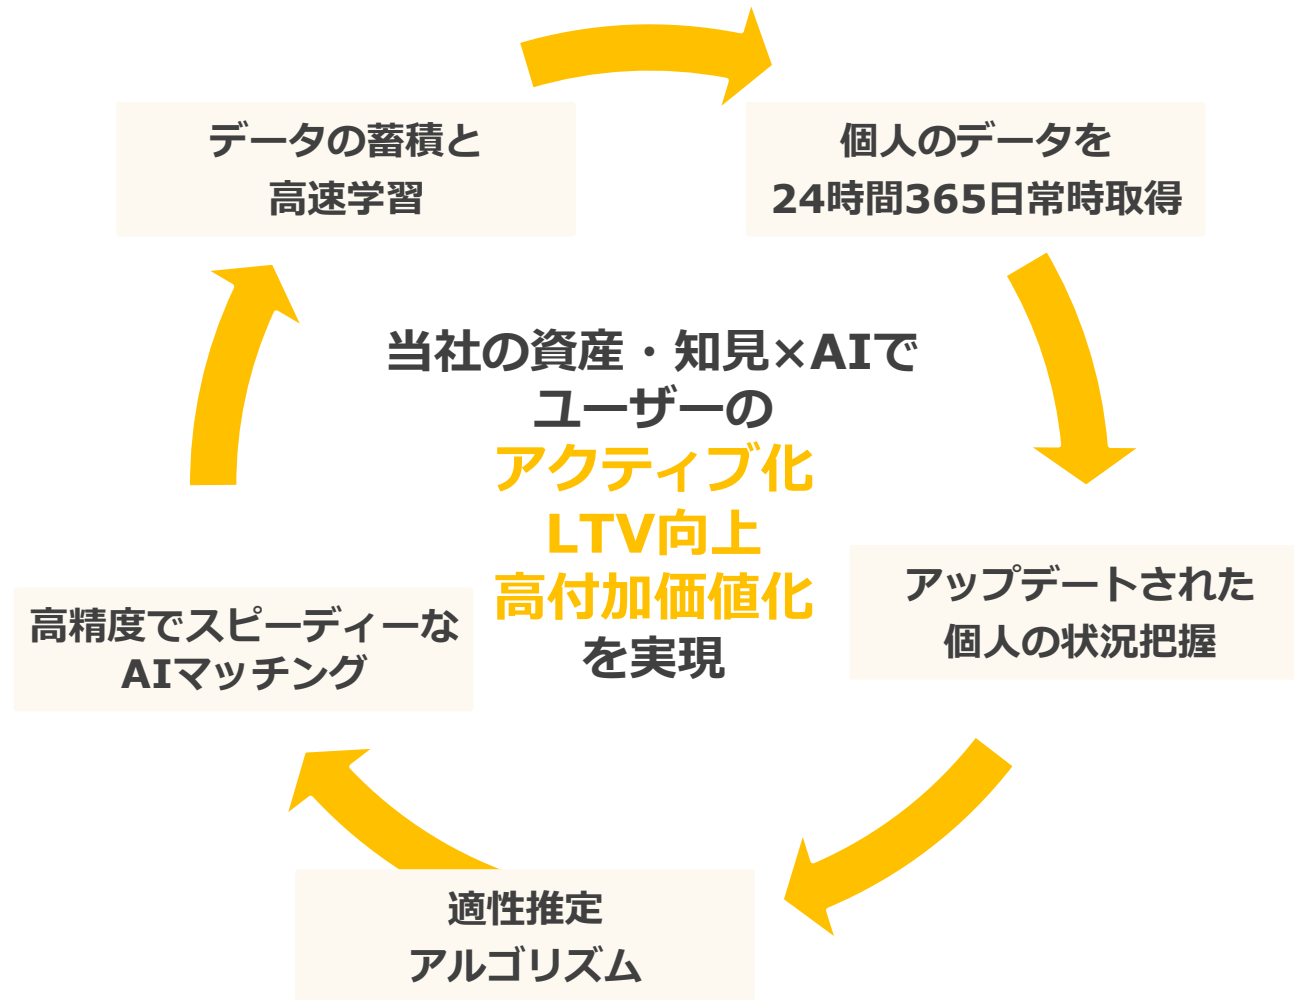 データの蓄積と
高速学習
個人のデータを
24時間365日常時取得
当社の資産・知見×AIで
ユーザーの
アクティブ化
LTV向上
高付加価値化
を実現
アップデートされた
個人の状況把握
高精度でスピーディーな
AIマッチング
適性推定
アルゴリズム